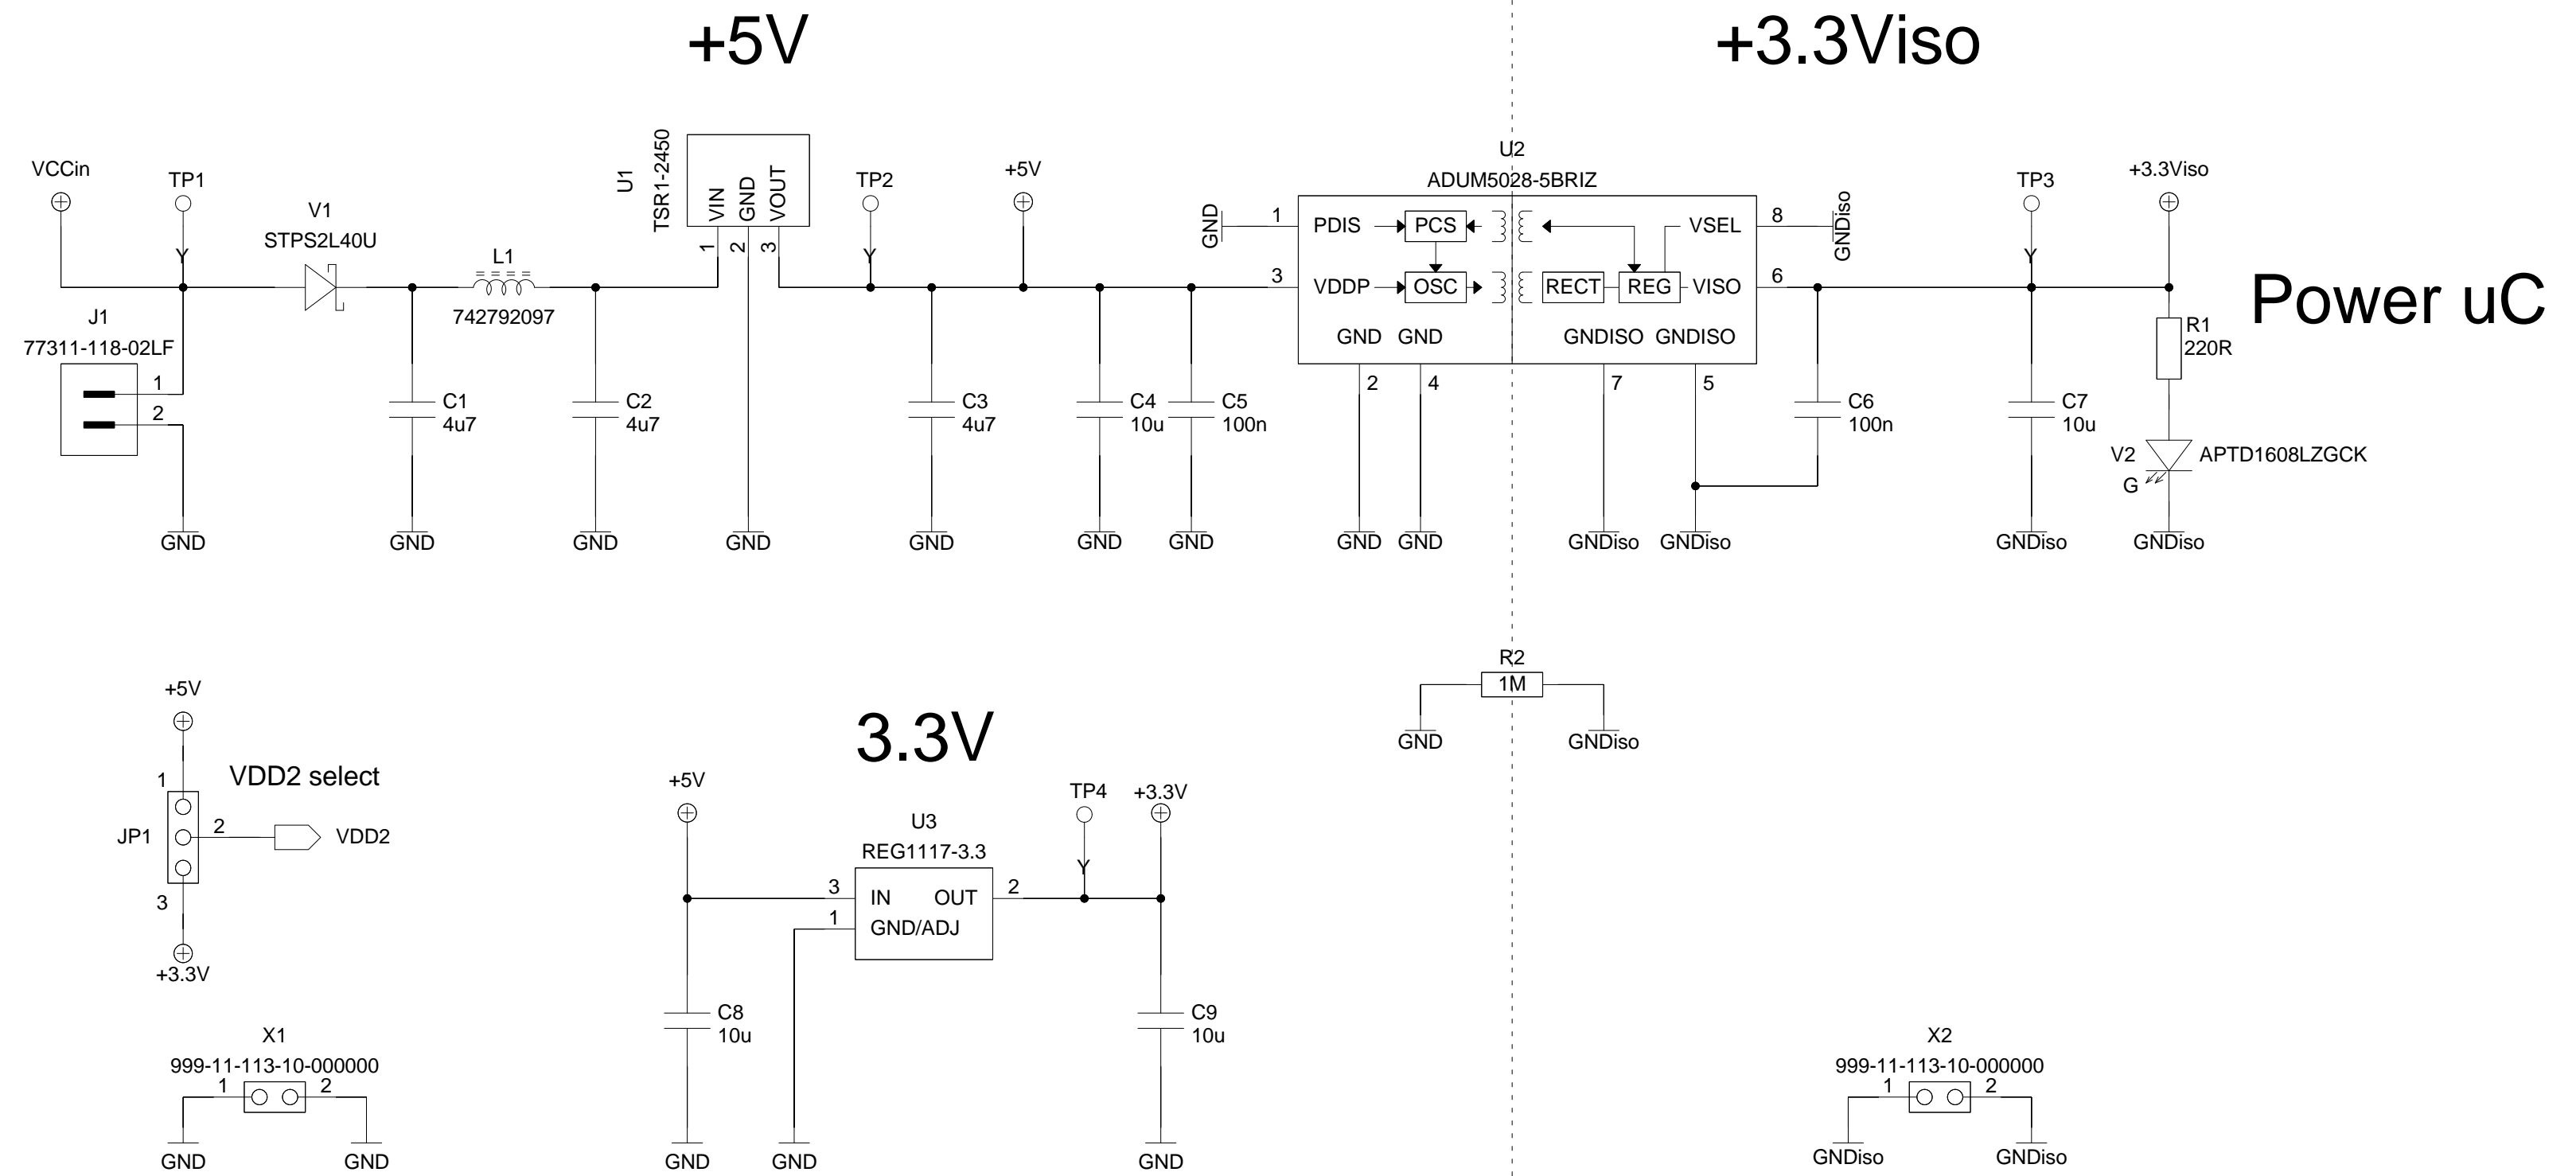 +5V
+3.3Viso
VCCin
TP1
Y
V1
STPS2L40U
L1
742792097
U1
TSR1-2450
VIN
GND
VOUT
1
2
3
TP2
Y
+5V
U2
ADUM5028-5BRIZ
GND
1
PDIS
PCS
VSEL
8
GNDiso
3
VDDP
OSC
RECT
REG
VISO
6
GND
GND
GNDISO
GNDISO
2
4
7
5
TP3
Y
+3.3Viso
Power uC
J1
77311-118-02LF
1
2
C1
4u7
C2
4u7
C3
4u7
C4
10u
C5
100n
C6
100n
C7
10u
R1
220R
V2
G
APTD1608LZGCK
GND
GND
GND
GND
GND
GND
GND
GND
GND
GNDiso
GNDiso
GNDiso
GNDiso
R2
1M
GND
GNDiso
+5V
VDD2 select
1
JP1
2
VDD2
3
+3.3V
3.3V
+5V
U3
REG1117-3.3
TP4
Y
+3.3V
3
IN
OUT
2
1
GND/ADJ
C8
10u
C9
10u
GND
GND
GND
X1
999-11-113-10-000000
1
2
GND
GND
X2
999-11-113-10-000000
1
2
GNDiso
GNDiso